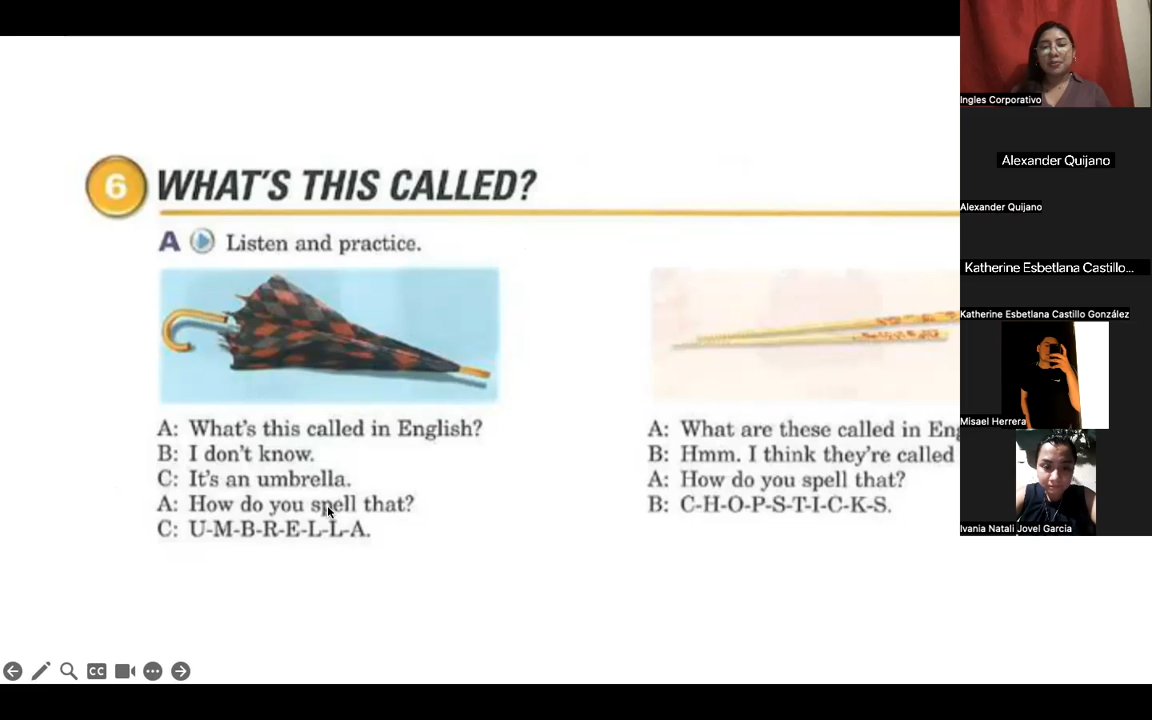 6 WHAT'S THIS CALLED?
A Listen and practice.
A: What's this called in English?
B: I don't know.
C: It's an umbrella.
A: How do you spell that?
C: U-M-B-R-E-L-L-A.
A: What are these called in Eng
B: Hmm. I think they're called
A: How do you spell that?
B: C-H-O-P-S-T-I-C-K-S.
CC
Ingles Corporativo
Alexander Quijano
Alexander Quijano
Katherine Esbetlana Castillo...
Katherine Esbetlana Castillo González
Misael Herrera
Ivania Natali Jovel Garcia